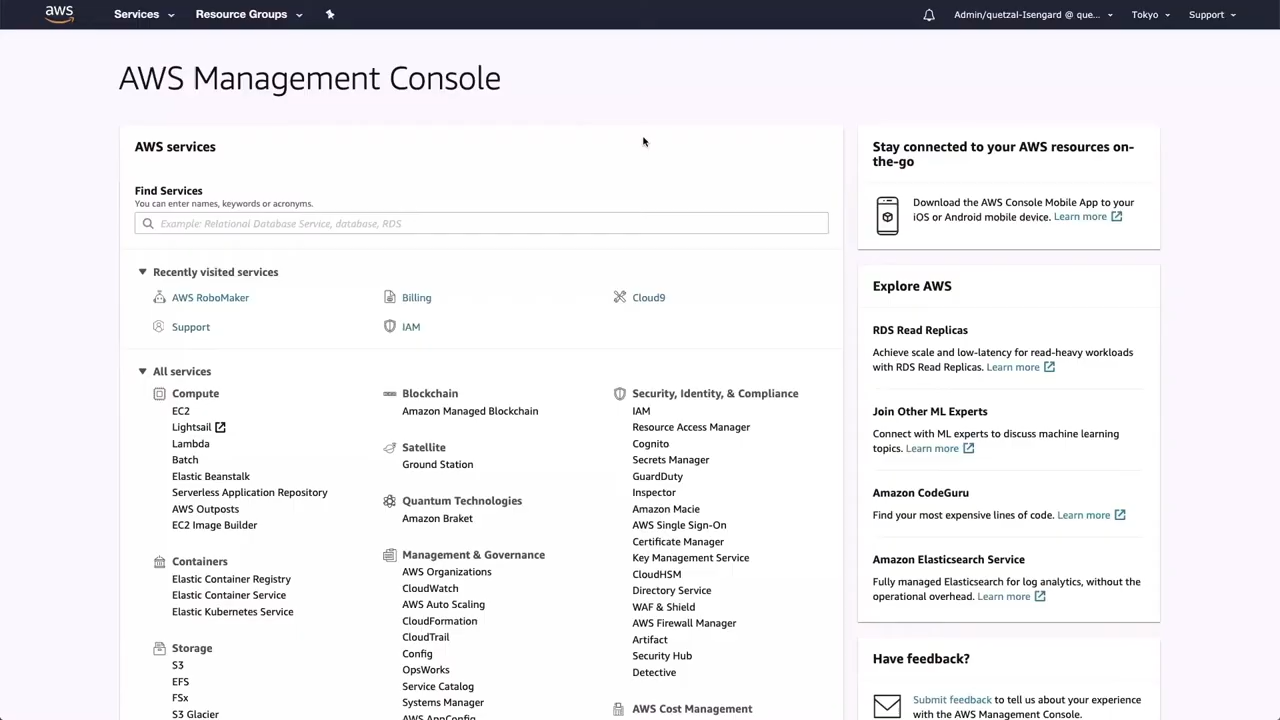 aws
Services
Resource Groups
Admin/quetzal-Isengard @ que...
Tokyo
Support
AWS Management Console
AWS services
Find Services
You can enter names, keywords or acronyms.
Example: Relational Database Service, database, RDS
Recently visited services
AWS RoboMaker
Billing
Cloud9
Support
IAM
All services
Compute
EC2
Lightsail
Lambda
Batch
Elastic Beanstalk
Serverless Application Repository
AWS Outposts
EC2 Image Builder
Containers
Elastic Container Registry
Elastic Container Service
Elastic Kubernetes Service
Storage
S3
EFS
FSx
S3 Glacier
Blockchain
Amazon Managed Blockchain
Satellite
Ground Station
Quantum Technologies
Amazon Braket
Management & Governance
AWS Organizations
CloudWatch
AWS Auto Scaling
CloudFormation
CloudTrail
Config
OpsWorks
Service Catalog
Systems Manager
AWS AppConfig
Security, Identity, & Compliance
IAM
Resource Access Manager
Cognito
Secrets Manager
GuardDuty
Inspector
Amazon Macie
AWS Single Sign-On
Certificate Manager
Key Management Service
CloudHSM
Directory Service
WAF & Shield
AWS Firewall Manager
Artifact
Security Hub
Detective
AWS Cost Management
Stay connected to your AWS resources on-
the-go
Download the AWS Console Mobile App to your
iOS or Android mobile device. Learn more
Explore AWS
RDS Read Replicas
Achieve scale and low-latency for read-heavy workloads
with RDS Read Replicas. Learn more
Join Other ML Experts
Connect with ML experts to discuss machine learning
topics. Learn more
Amazon CodeGuru
Find your most expensive lines of code. Learn more
Amazon Elasticsearch Service
Fully managed Elasticsearch for log analytics, without the
operational overhead. Learn more
Have feedback?
Submit feedback to tell us about your experience
with the AWS Management Console.